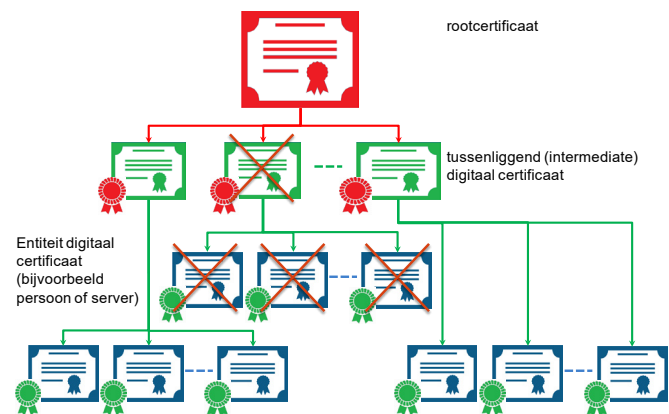 rootcertificaat
tussenliggend (intermediate)
digitaal certificaat
Entiteit digitaal
certificaat
(bijvoorbeeld
persoon of server)